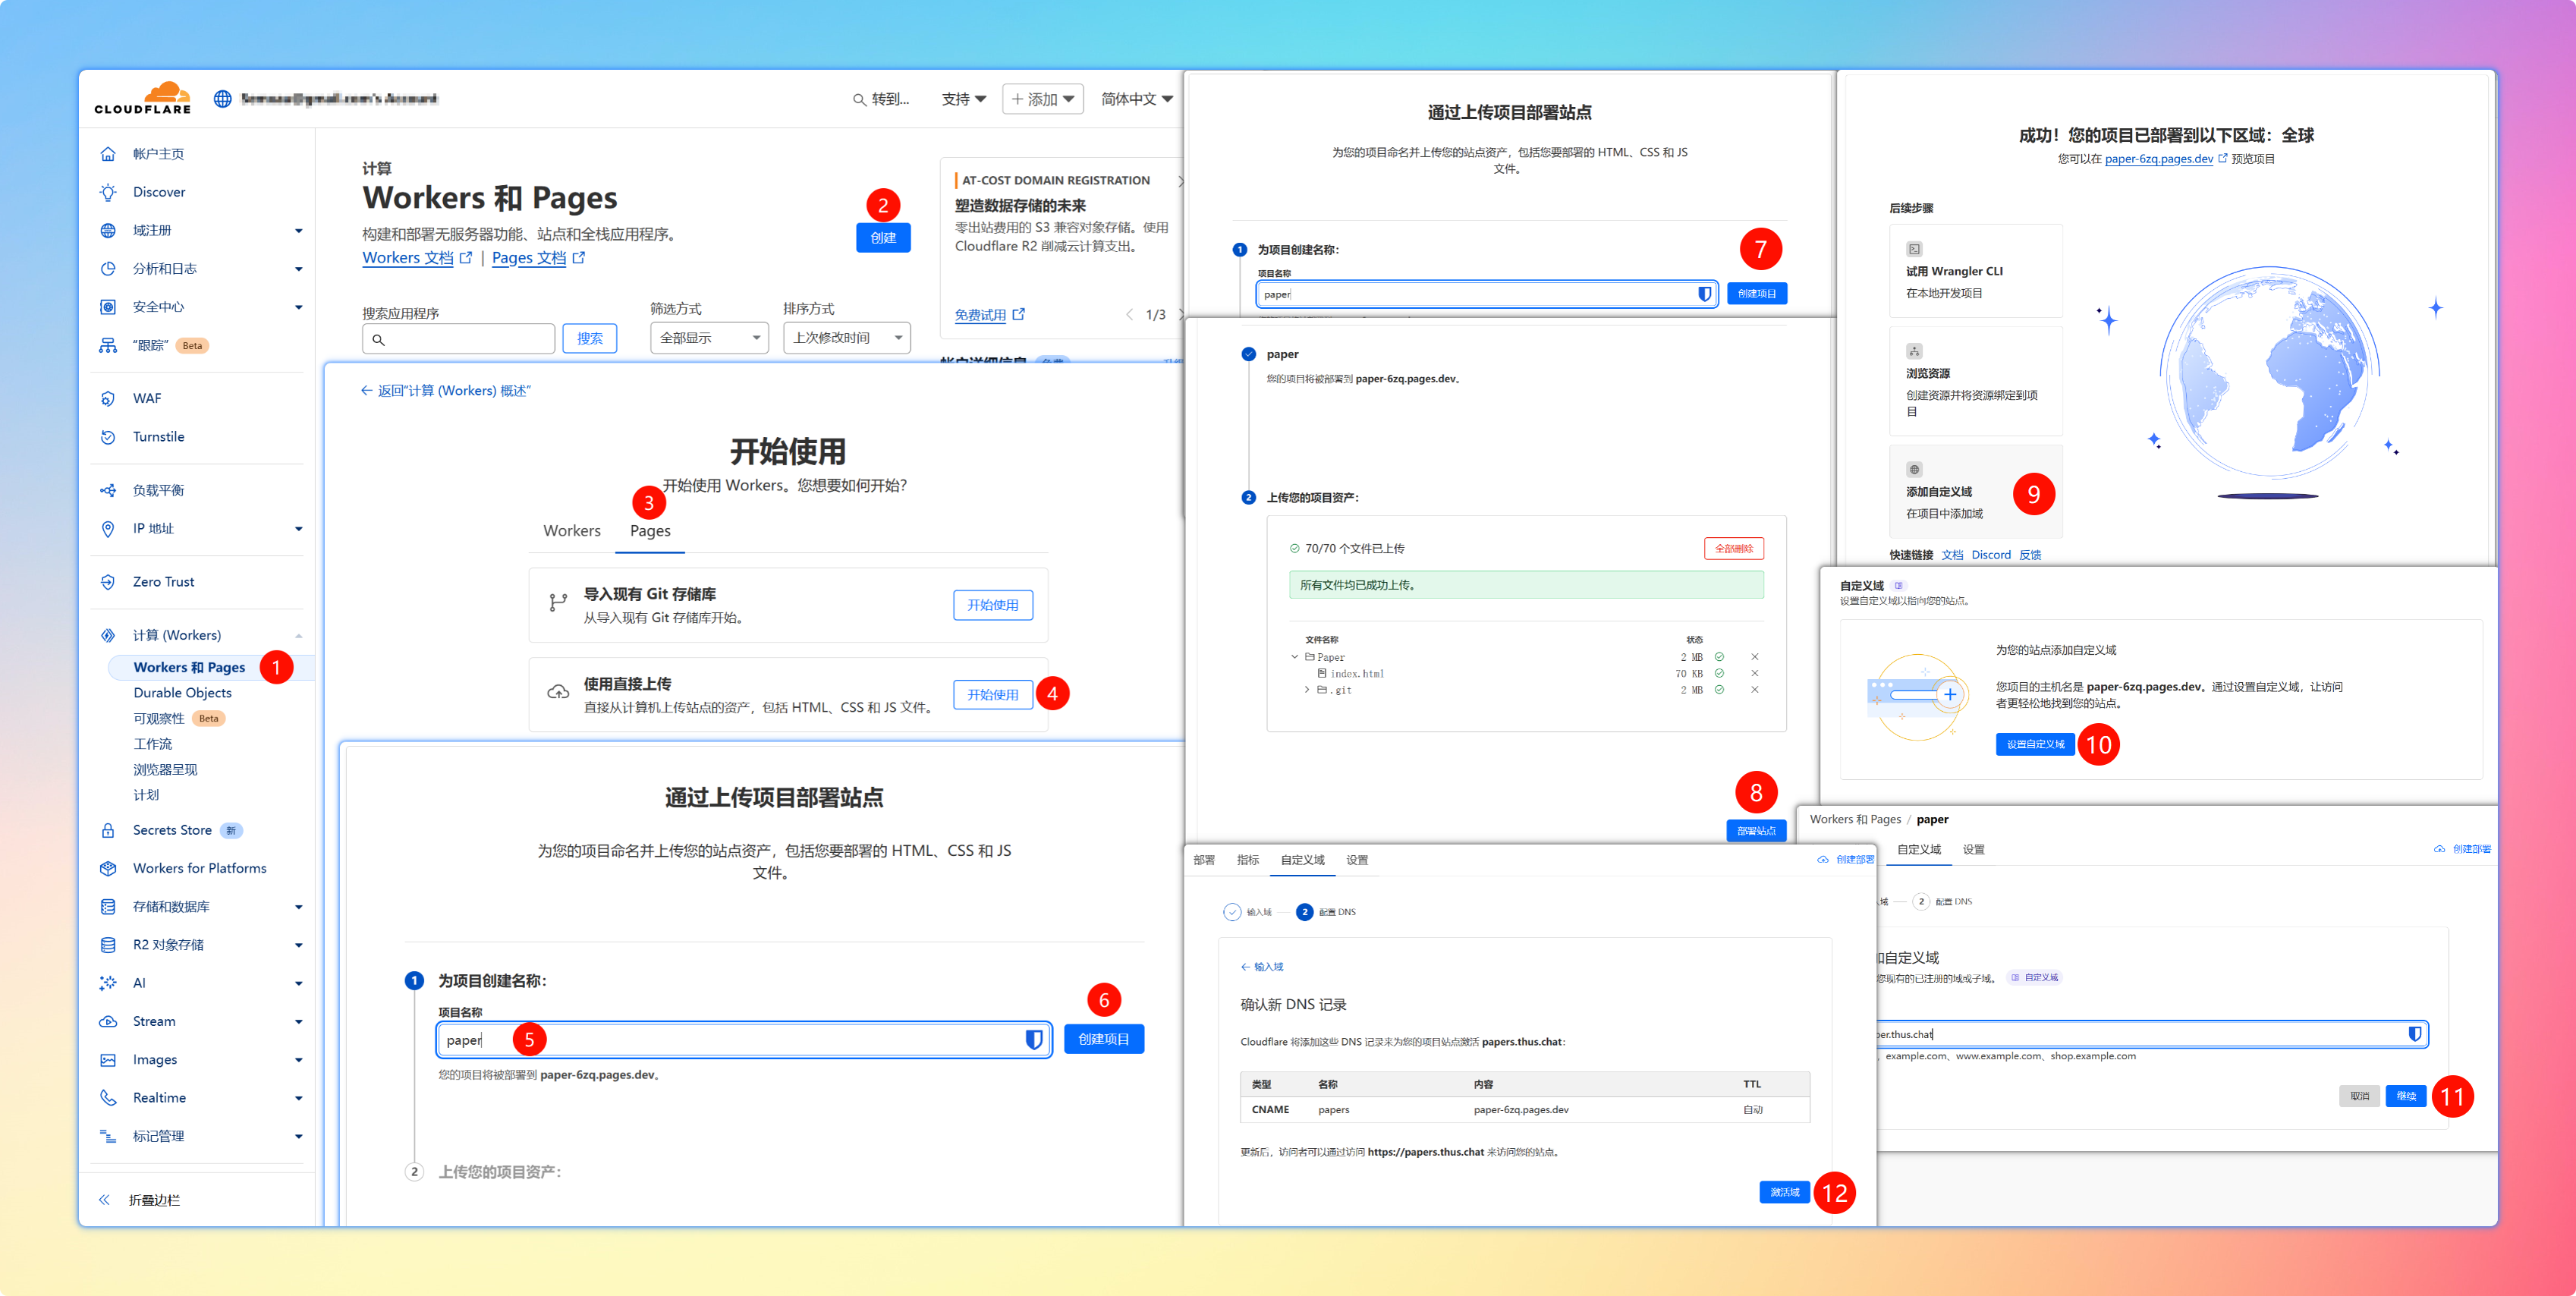 CLOUDFLARE
转到...
支持
添加
简体中文
帐户主页
Discover
域注册
分析和日志
安全中心
“跟踪” Beta
WAF
Turnstile
负载平衡
IP 地址
Zero Trust
计算 (Workers)
Workers 和 Pages 1
Durable Objects
可观察性 Beta
工作流
浏览器呈现
计划
Secrets Store 新
Workers for Platforms
存储和数据库
R2 对象存储
AI
Stream
Images
Realtime
标记管理
折叠边栏
计算
Workers 和 Pages
构建和部署无服务器功能、站点和全栈应用程序。
Workers 文档 | Pages 文档
2
创建
搜索应用程序
搜索
筛选方式
全部显示
排序方式
上次修改时间
AT-COST DOMAIN REGISTRATION
塑造数据存储的未来
零出站费用的 S3 兼容对象存储。使用
Cloudflare R2 削减云计算支出。
免费试用
1/3
返回“计算 (Workers) 概述”
开始使用
开始使用 Workers。您想要如何开始？
3
Workers
Pages
导入现有 Git 存储库
从导入现有 Git 存储库开始。
开始使用
使用直接上传
直接从计算机上传站点的资产，包括 HTML、CSS 和 JS 文件。
开始使用 4
通过上传项目部署站点
为您的项目命名并上传您的站点资产，包括您要部署的 HTML、CSS 和 JS
文件。
1 为项目创建名称：
项目名称
paper 5
6
创建项目
您的项目将被部署到 paper-6zq.pages.dev。
2 上传您的项目资产：
通过上传项目部署站点
为您的项目命名并上传您的站点资产，包括您要部署的 HTML、CSS 和 JS
文件。
1 为项目创建名称：
项目名称
paper
7
创建项目
paper
您的项目将被部署到 paper-6zq.pages.dev。
2 上传您的项目资产：
70/70 个文件已上传
全部删除
所有文件均已成功上传。
文件名称 状态
Paper 2 MB
index.html 70 KB
.git 2 MB
8
部署站点
部署 指标 自定义域 设置
创建部署
输入域 2 配置 DNS
输入域
确认新 DNS 记录
Cloudflare 将添加这些 DNS 记录来为您的项目站点激活 papers.thus.chat：
类型 名称 内容 TTL
CNAME papers paper-6zq.pages.dev 自动
更新后，访问者可以通过访问 https://papers.thus.chat 来访问您的站点。
激活域 12
成功！您的项目已部署到以下区域：全球
您可以在 paper-6zq.pages.dev 预览项目
后续步骤
试用 Wrangler CLI
在本地开发项目
浏览资源
创建资源并将资源绑定到项
目
添加自定义域
在项目中添加域
9
快速链接 文档 Discord 反馈
自定义域
设置自定义域以指向您的站点。
为您的站点添加自定义域
您项目的主机名是 paper-6zq.pages.dev。通过设置自定义域，让访问
者更轻松地找到您的站点。
设置自定义域 10
Workers 和 Pages / paper
自定义域 设置
创建部署
域 2 配置 DNS
自定义域
您现有的已注册的域或子域。 自定义域
per.thus.chat
example.com、www.example.com、shop.example.com
取消 继续 11